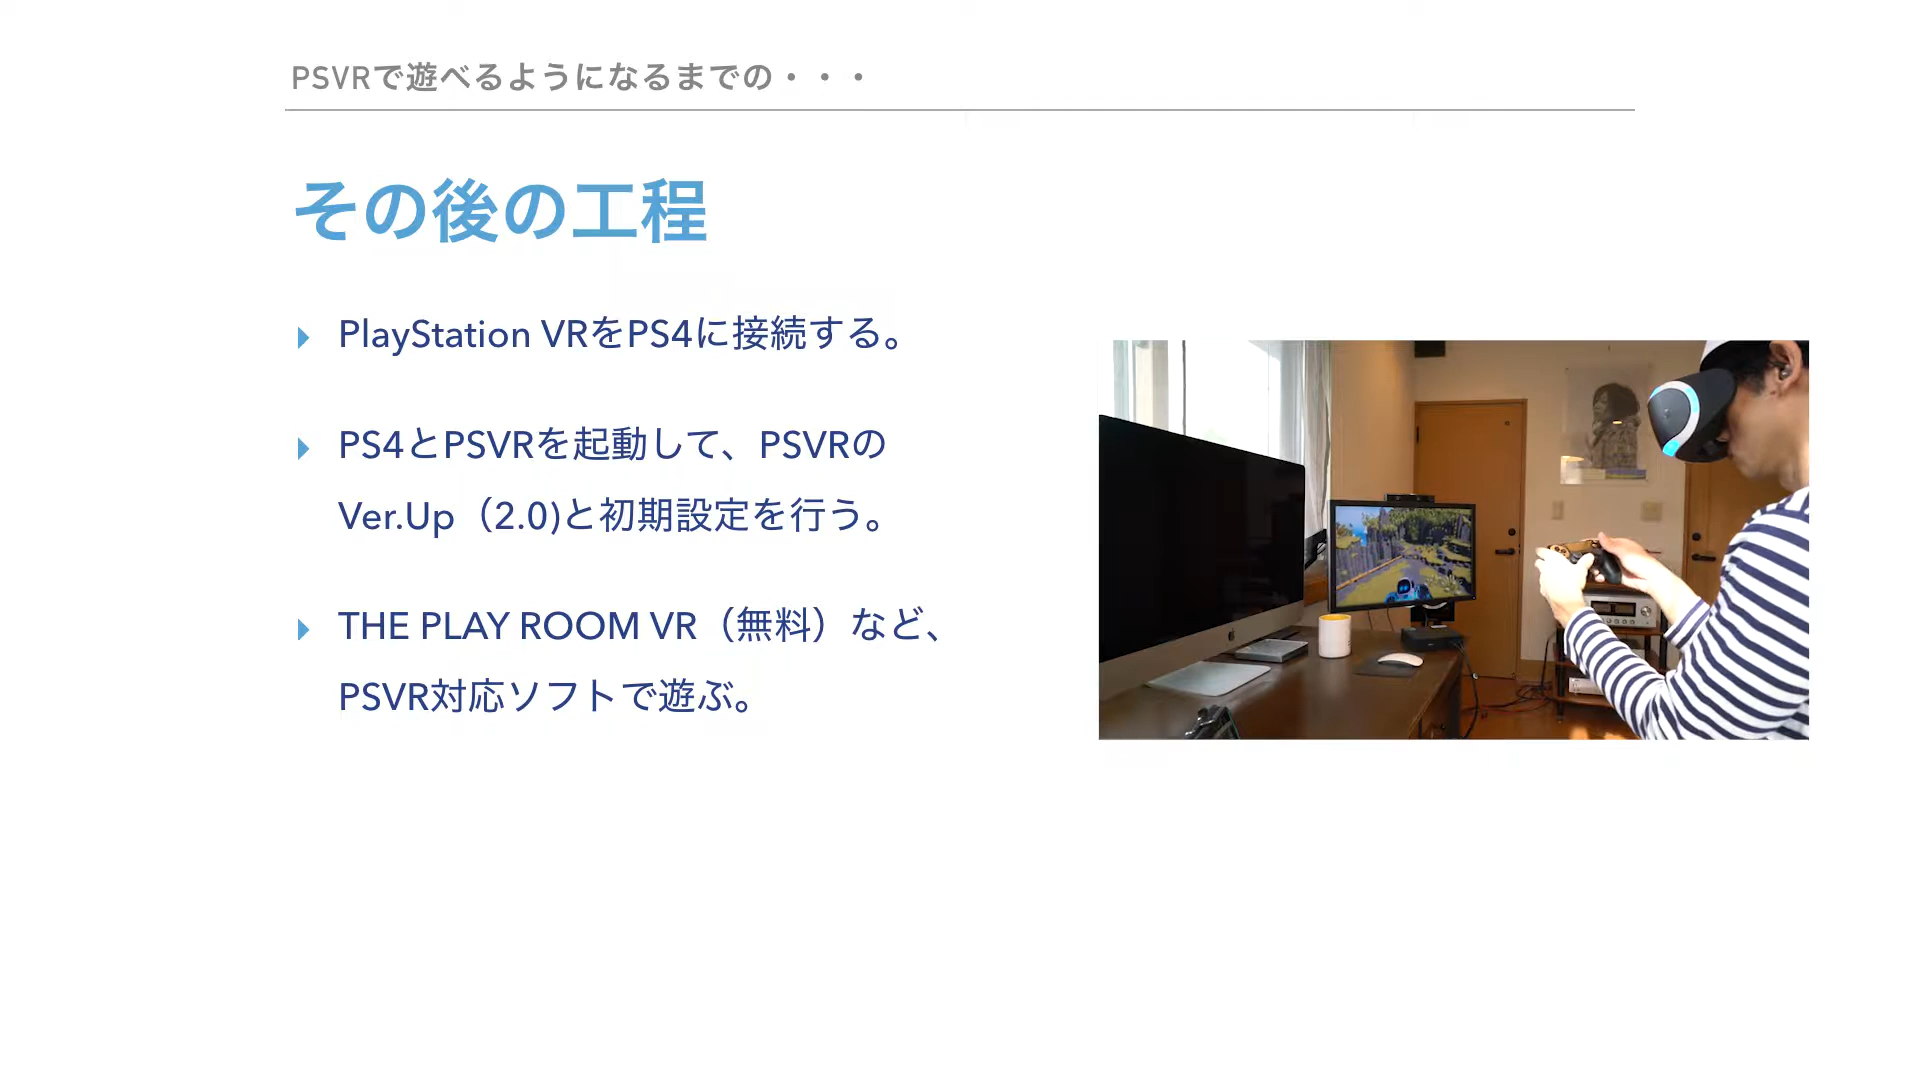 PSVRで遊べるようになるまでの・・・
その後の工程
PlayStation VRをPS4に接続する。
PS4とPSVRを起動して、PSVRの
Ver.Up（2.0)と初期設定を行う。
THE PLAY ROOM VR（無料）など、
PSVR対応ソフトで遊ぶ。